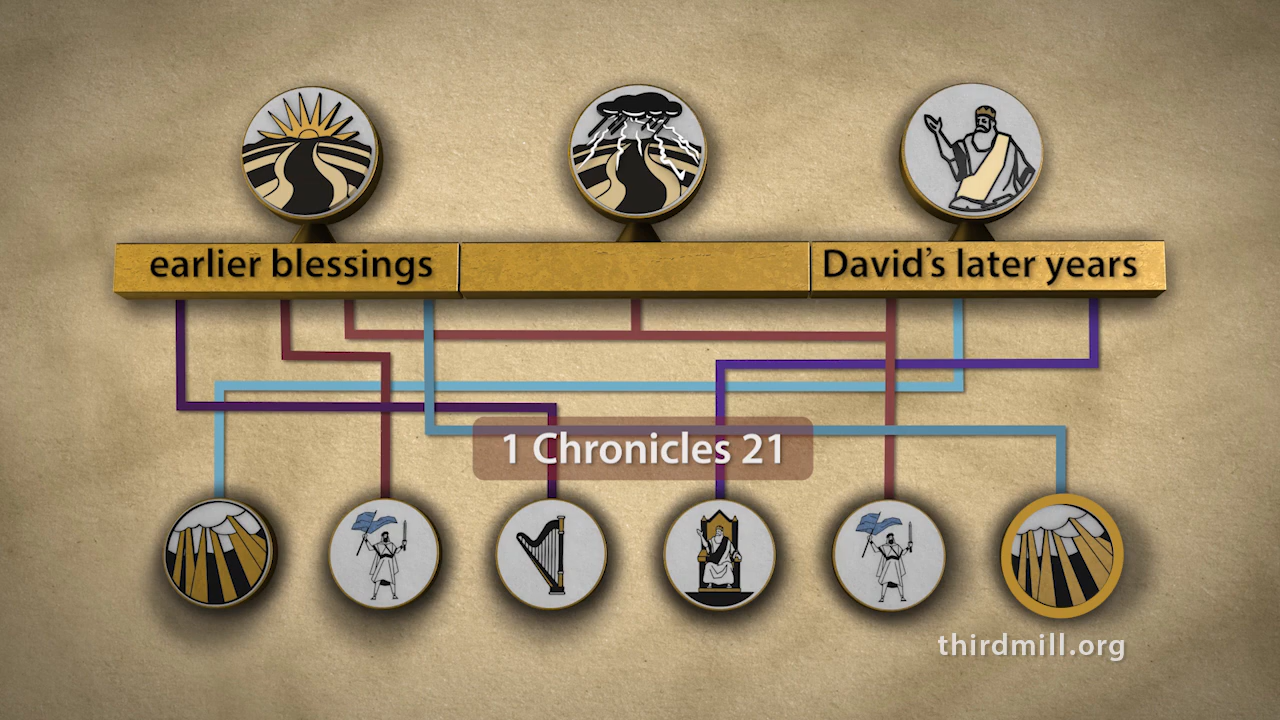 earlier blessings
David's later years
1 Chronicles 21
thirdmill.org